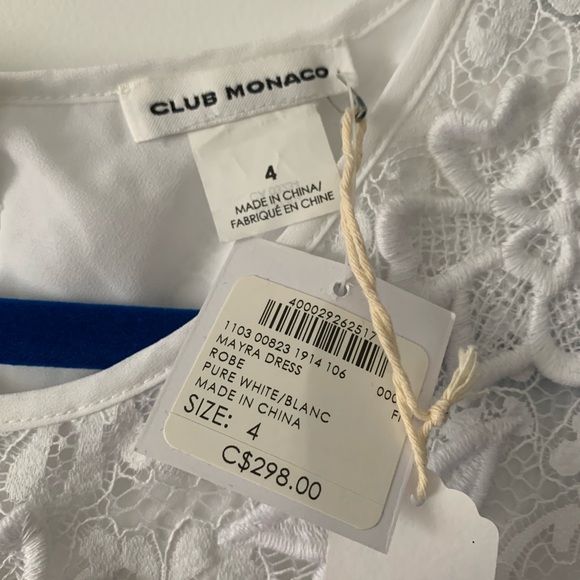 CLUB MONACO
4
MADE IN CHINA/
FABRIQUÉ EN CHINE
400029262517
1103 00823 1914 106
MAYRA DRESS
ROBE
PURE WHITE/BLANC
MADE IN CHINA
SIZE: 4
C$298.00